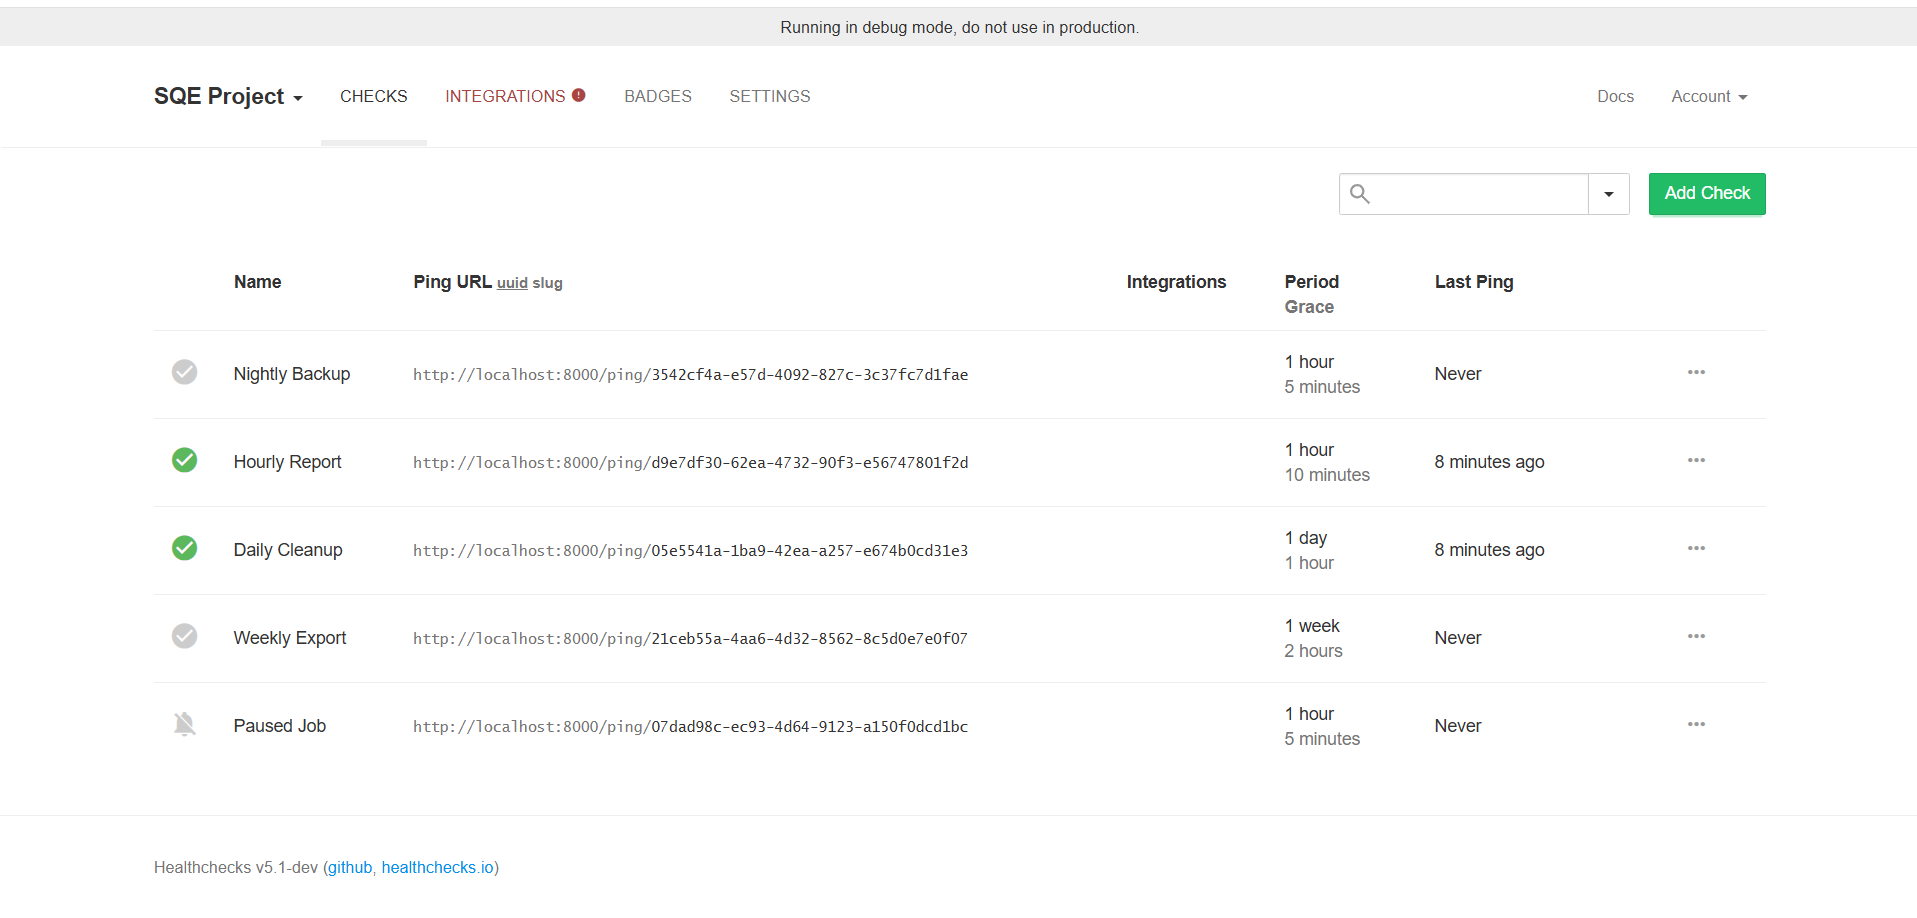 Running in debug mode, do not use in production.
SQE Project CHECKS INTEGRATIONS BADGES SETTINGS Docs Account
Add Check
Name Ping URL uuid slug Integrations Period Last Ping
Grace
Nightly Backup http://localhost:8000/ping/3542cf4a-e57d-4092-827c-3c37fc7d1fae 1 hour Never
5 minutes
Hourly Report http://localhost:8000/ping/d9e7df30-62ea-4732-90f3-e56747801f2d 1 hour 8 minutes ago
10 minutes
Daily Cleanup http://localhost:8000/ping/05e5541a-1ba9-42ea-a257-e674b0cd31e3 1 day 8 minutes ago
1 hour
Weekly Export http://localhost:8000/ping/21ceb55a-4aa6-4d32-8562-8c5d0e7e0f07 1 week Never
2 hours
Paused Job http://localhost:8000/ping/07dad98c-ec93-4d64-9123-a150f0dcd1bc 1 hour Never
5 minutes
Healthchecks v5.1-dev (github, healthchecks.io)